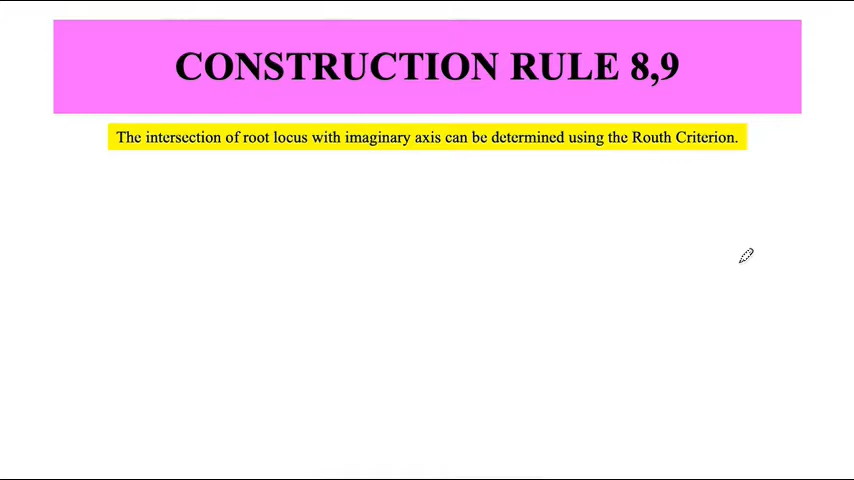 CONSTRUCTION RULE 8,9
The intersection of root locus with imaginary axis can be determined using the Routh Criterion.